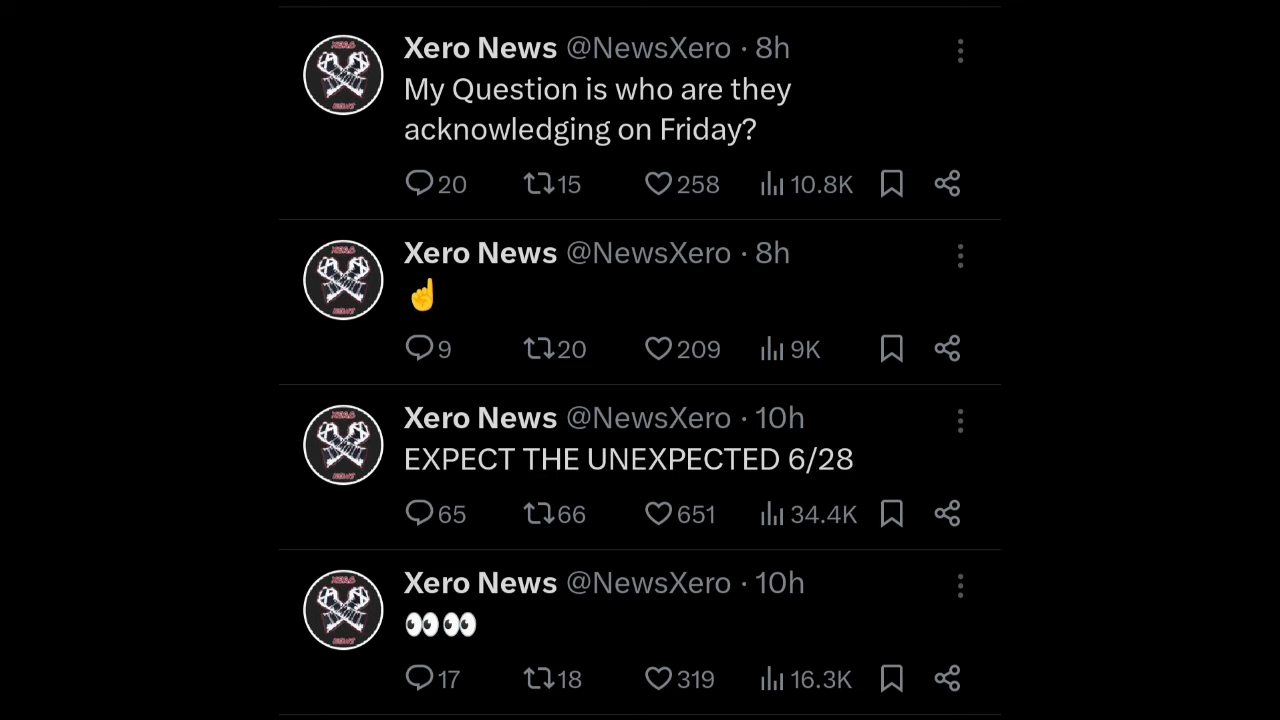 Xero News @NewsXero · 8h
My Question is who are they
acknowledging on Friday?
20 15 258 10.8K
Xero News @NewsXero · 8h
☝️
9 20 209 9K
Xero News @NewsXero · 10h
EXPECT THE UNEXPECTED 6/28
65 66 651 34.4K
Xero News @NewsXero · 10h
👀👀
17 18 319 16.3K